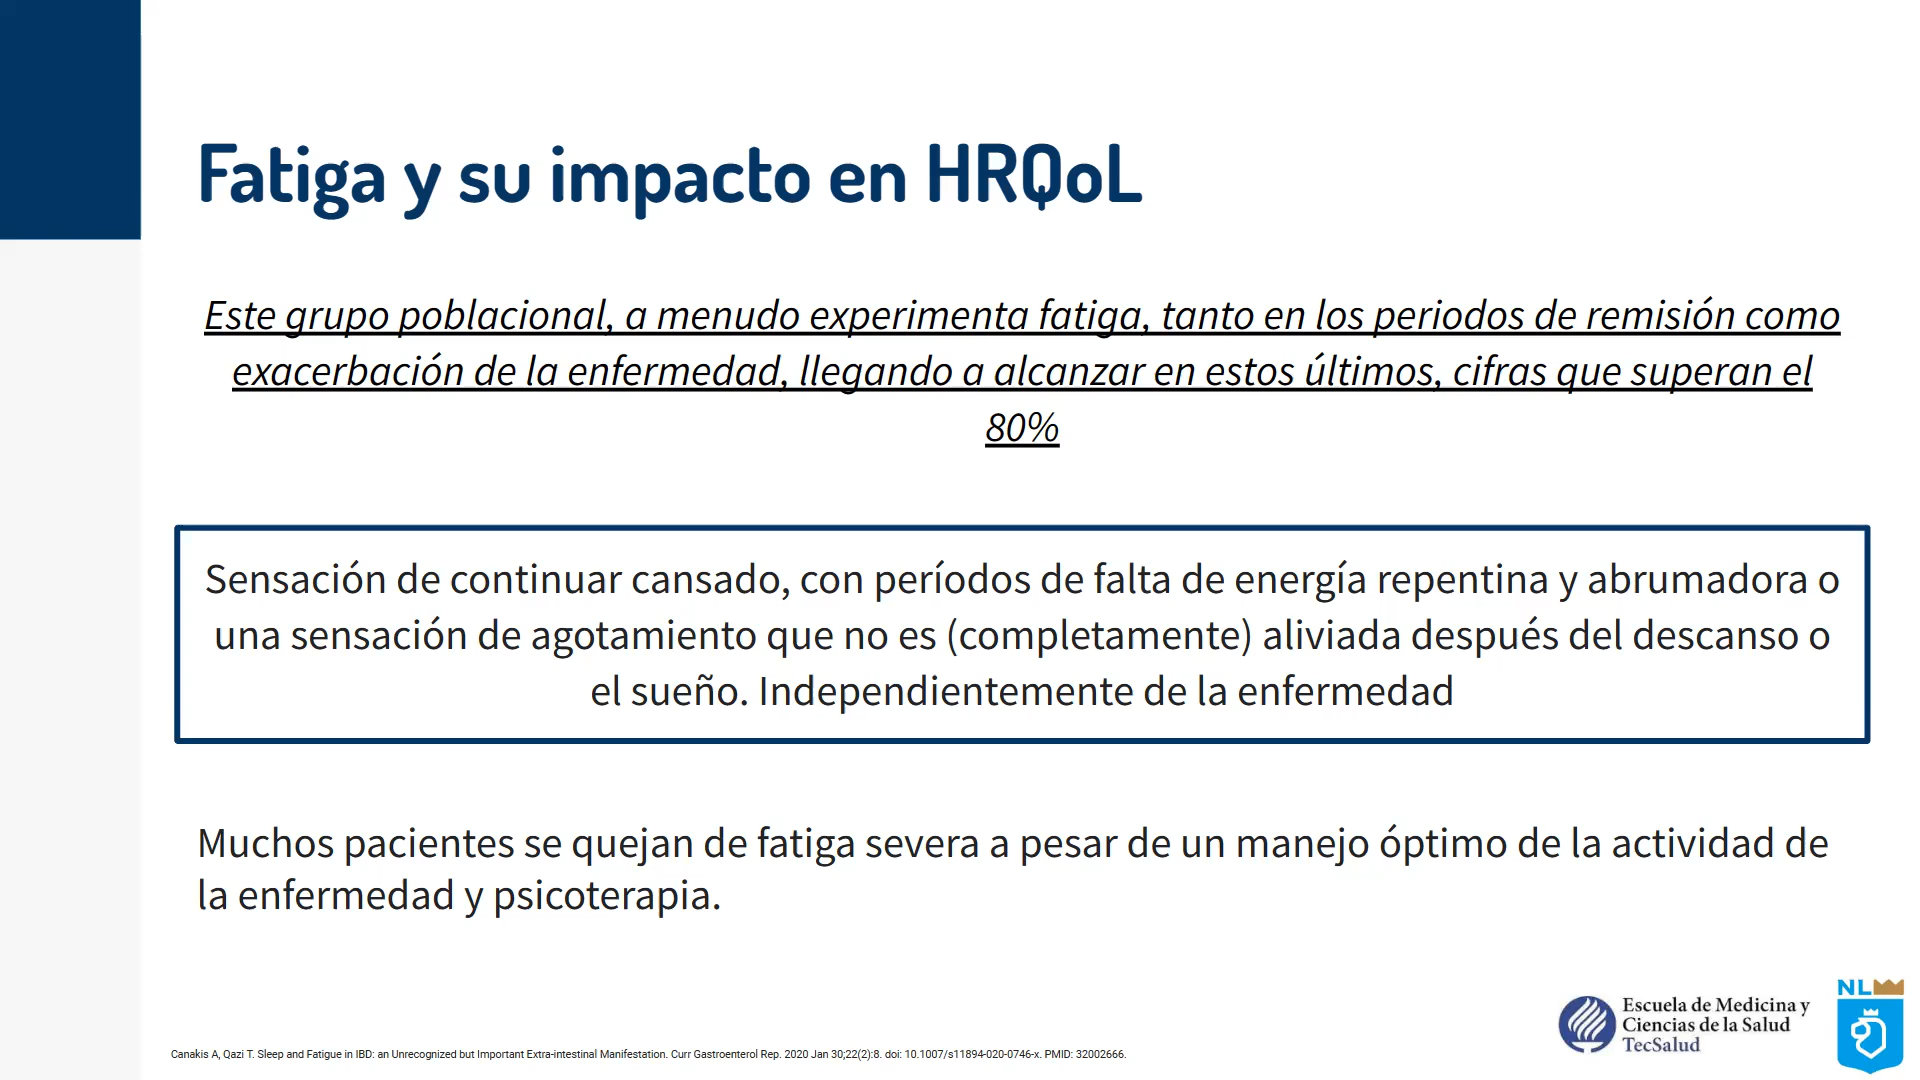 Fatiga y su impacto en HRQoL
Este grupo poblacional, a menudo experimenta fatiga, tanto en los periodos de remisión como
exacerbación de la enfermedad, llegando a alcanzar en estos últimos, cifras que superan el
80%
Sensación de continuar cansado, con períodos de falta de energía repentina y abrumadora o
una sensación de agotamiento que no es (completamente) aliviada después del descanso o
el sueño. Independientemente de la enfermedad
Muchos pacientes se quejan de fatiga severa a pesar de un manejo óptimo de la actividad de
la enfermedad y psicoterapia.
NL
Escuela de Medicina y
Ciencias de la Salud
TecSalud
Canakis A, Qazi T. Sleep and Fatigue in IBD: an Unrecognized but Important Extra-intestinal Manifestation. Curr Gastroenterol Rep. 2020 Jan 30;22(2):8. doi: 10.1007/s11894-020-0746-x. PMID: 32002666.